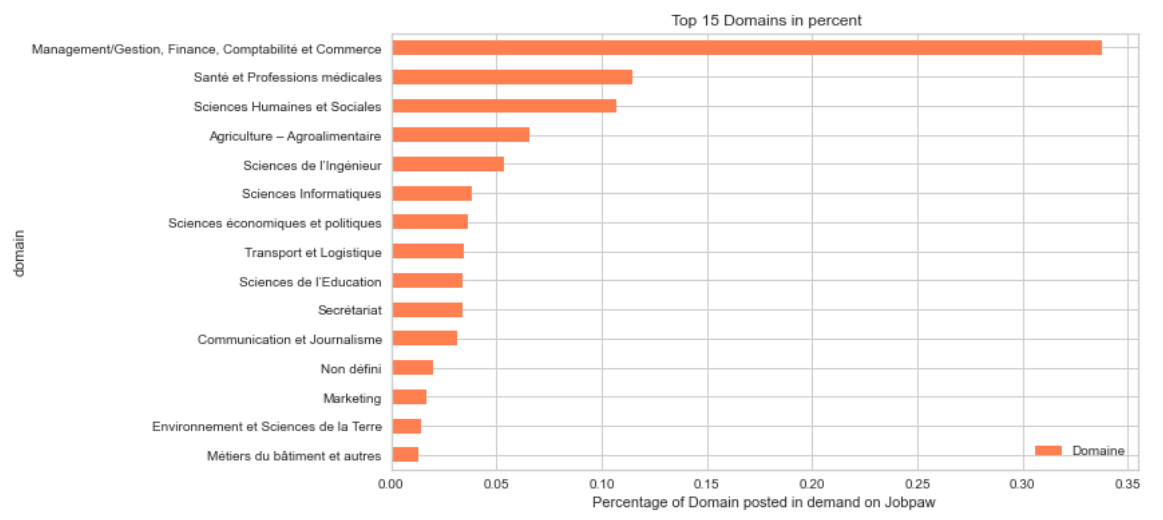 Top 15 Domains in percent
Management/Gestion, Finance, Comptabilité et Commerce
Santé et Professions médicales
Sciences Humaines et Sociales
Agriculture – Agroalimentaire
Sciences de l'Ingénieur
Sciences Informatiques
Sciences économiques et politiques
Transport et Logistique
Sciences de l'Education
Secrétariat
Communication et Journalisme
Non défini
Marketing
Environnement et Sciences de la Terre
Métiers du bâtiment et autres
domain
Domaine
0.00 0.05 0.10 0.15 0.20 0.25 0.30 0.35
Percentage of Domain posted in demand on Jobpaw